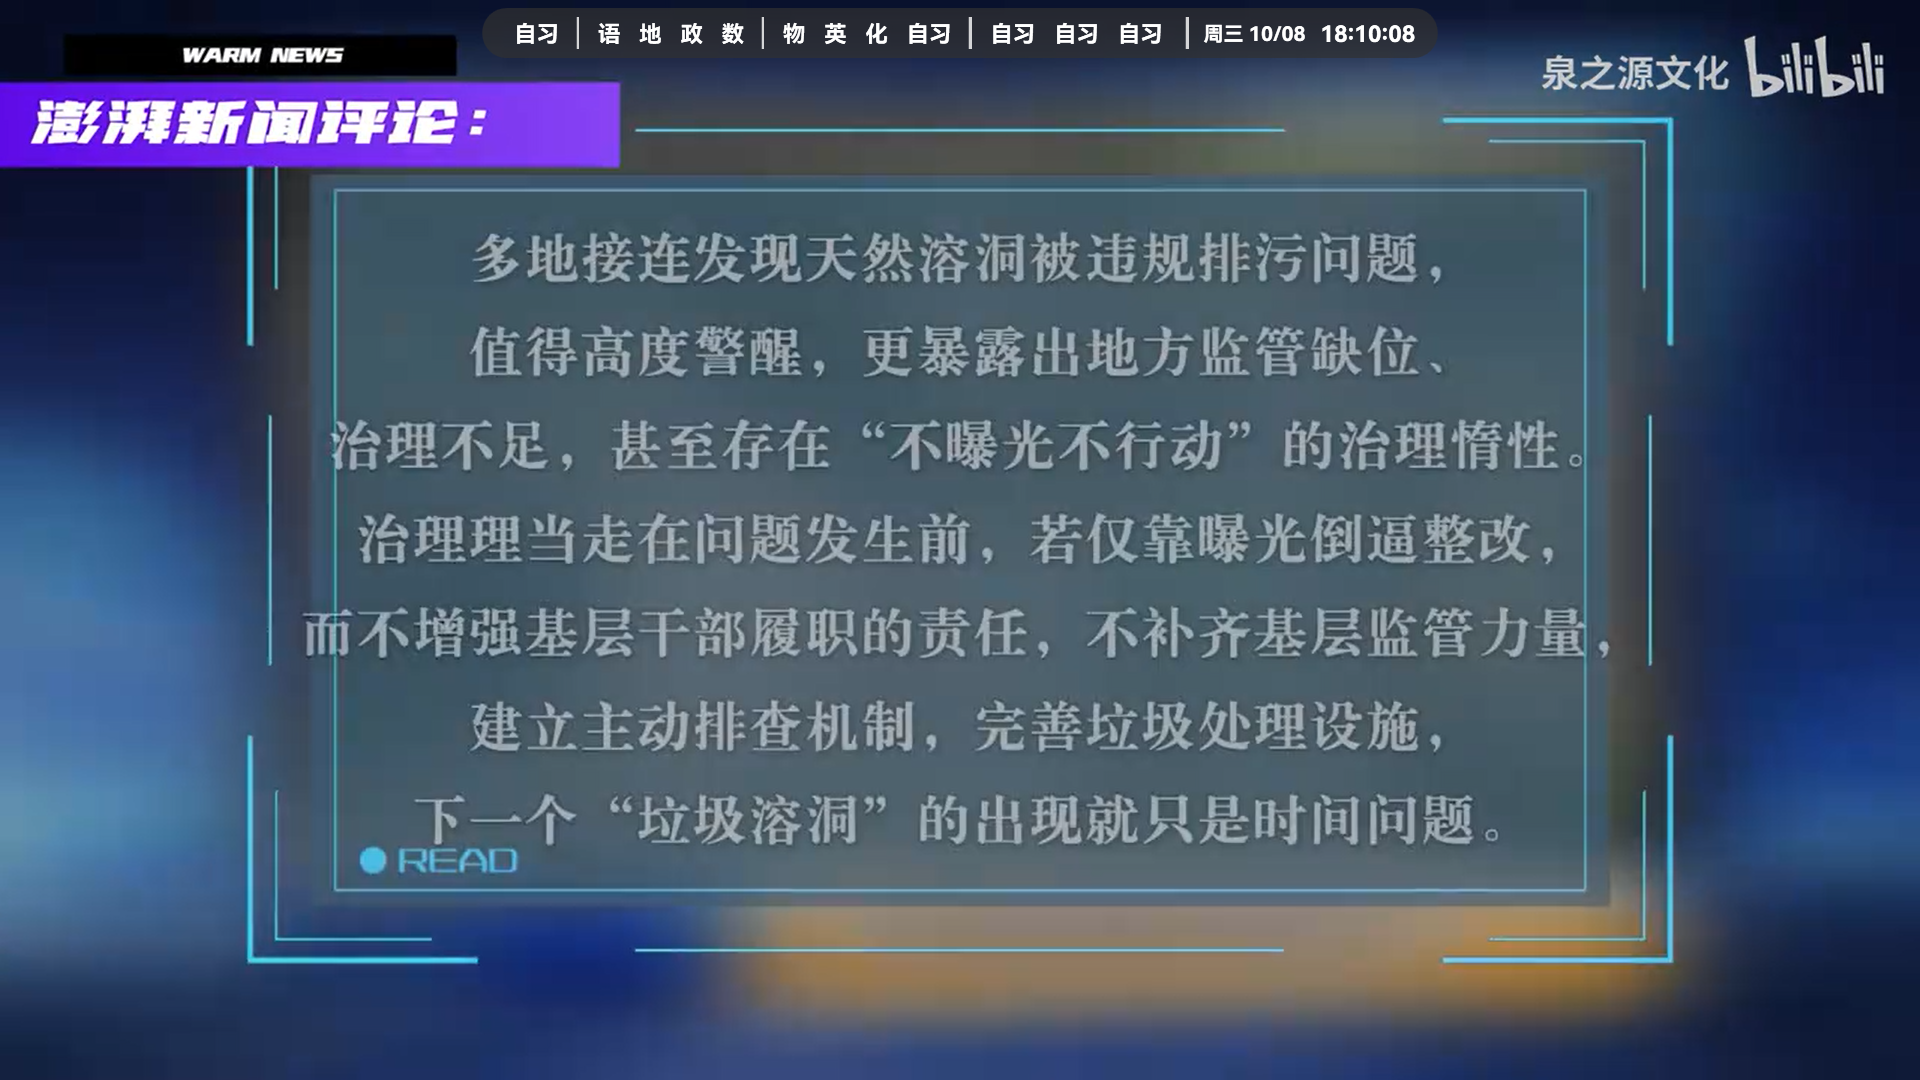 自习 | 语 地 政 数 | 物 英 化 自习 | 自习 自习 自习 | 周三 10/08 18:10:08
WARM NEWS
泉之源文化 bilibili
澎湃新闻评论：
多地接连发现天然溶洞被违规排污问题，
值得高度警醒，更暴露出地方监管缺位、
治理不足，甚至存在“不曝光不行动”的治理惰性。
治理理当走在问题发生前，若仅靠曝光倒逼整改，
而不增强基层干部履职的责任，不补齐基层监管力量，
建立主动排查机制，完善垃圾处理设施，
下一个“垃圾溶洞”的出现就只是时间问题。
READ